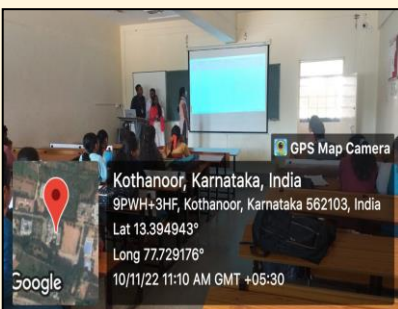 GPS Map Camera
Kothanoor, Karnataka, India
9PWH+3HF, Kothanoor, Karnataka 562103, India
Lat 13.394943°
Long 77.729176°
10/11/22 11:10 AM GMT +05:30
Google